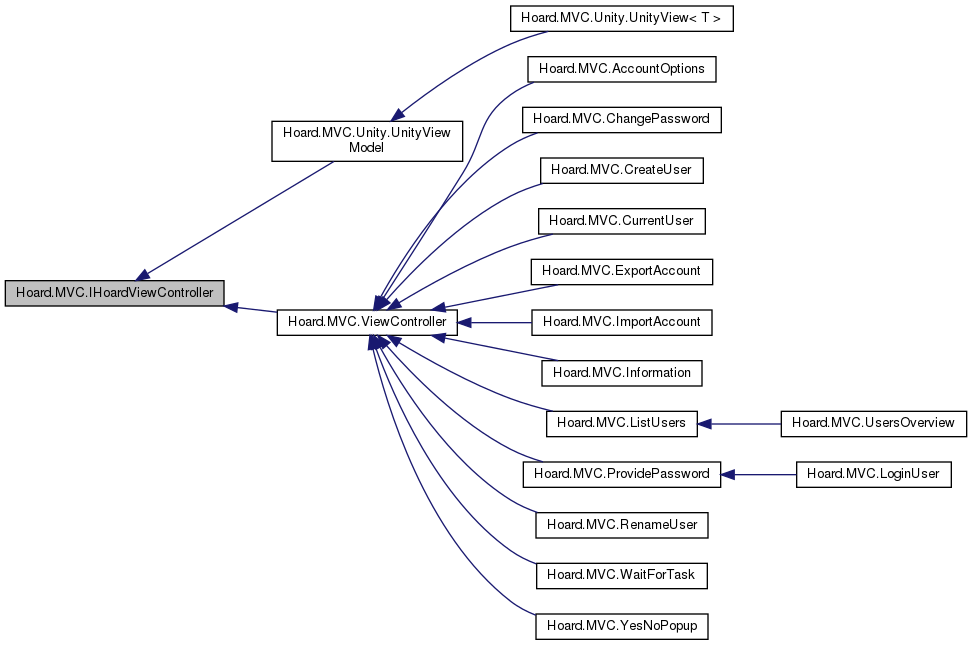 Hoard.MVC.Unity.UnityView< T >
Hoard.MVC.AccountOptions
Hoard.MVC.ChangePassword
Hoard.MVC.Unity.UnityView
Model
Hoard.MVC.CreateUser
Hoard.MVC.CurrentUser
Hoard.MVC.ExportAccount
Hoard.MVC.IHoardViewController
Hoard.MVC.ViewController
Hoard.MVC.ImportAccount
Hoard.MVC.Information
Hoard.MVC.ListUsers
Hoard.MVC.UsersOverview
Hoard.MVC.ProvidePassword
Hoard.MVC.LoginUser
Hoard.MVC.RenameUser
Hoard.MVC.WaitForTask
Hoard.MVC.YesNoPopup